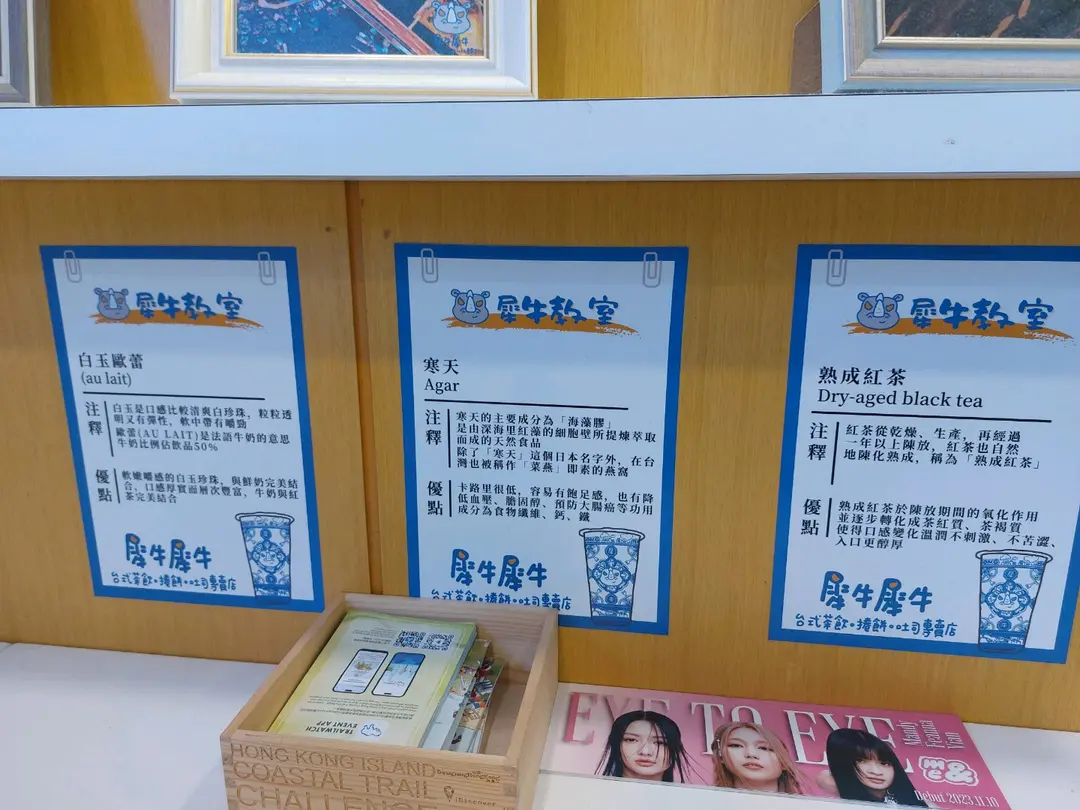 犀牛教室
白玉歐蕾
(au lait)
注釋
白玉是口感比較清爽白珍珠，粒粒透
明又有彈性，軟中帶有嚼勁
歐蕾(AU LAIT)是法語牛奶的意思
牛奶比例佔飲品50%
優點
軟嫩嚼感的白玉珍珠，與鮮奶完美結
合，口感厚實而層次豐富，牛奶與紅
茶完美結合
犀牛犀牛
台式茶飲•捲餅•吐司專賣店
犀牛教室
寒天
Agar
注釋
寒天的主要成分為「海藻膠」
是由深海里紅藻的細胞壁所提煉萃取
而成的天然食品
除了「寒天」這個日本名字外，在台
灣也被稱作「菜燕」即素的燕窩
優點
卡路里很低，容易有飽足感，也有降
低血壓、膽固醇、預防大腸癌等功用
成分為食物纖維、鈣、鐵
犀牛犀牛
台式茶飲•捲餅•吐司專賣店
犀牛教室
熟成紅茶
Dry-aged black tea
注釋
紅茶從乾燥、生產，再經過
一年以上陳放，紅茶也自然
地陳化熟成，稱為「熟成紅茶」
優點
熟成紅茶於陳放期間的氧化作用
並逐步轉化成茶紅質、茶褐質
使得口感變化溫潤不刺激、不苦澀、
入口更醇厚
犀牛犀牛
台式茶飲•捲餅•吐司專賣店
TRAILWATCH
EVENT APP
HONG KONG ISLAND
COASTAL TRAIL
CHALLENGE
iDiscover
EYE TO EYE
Mandy
Feanna
Vian
me&
Debut 2023.11.10